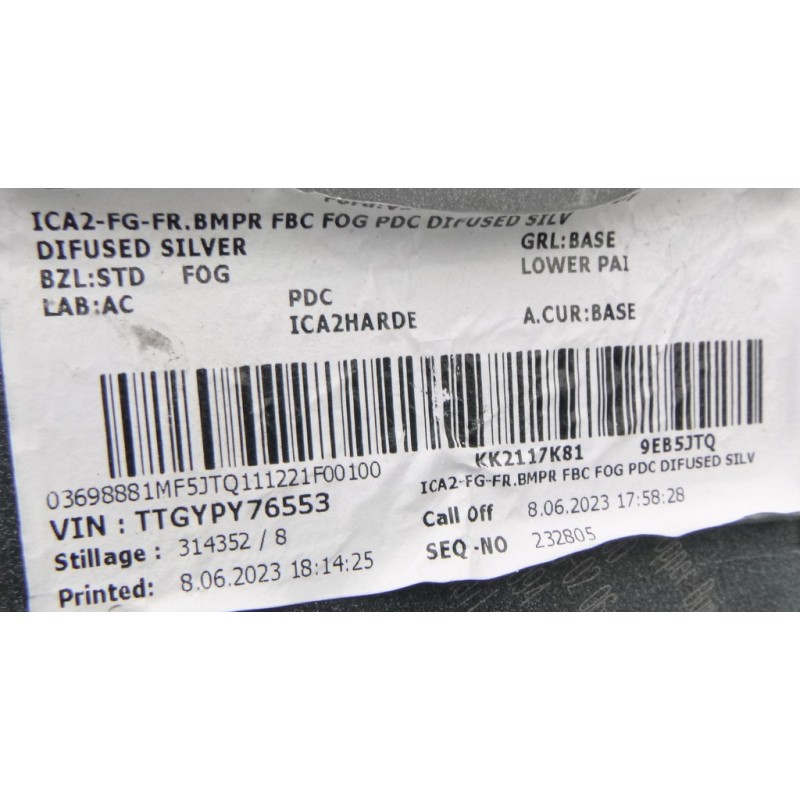 ICA2-FG-FR.BMPR FBC FOG PDC DIFUSED SILV
DIFUSED SILVER GRL:BASE
BZL:STD FOG LOWER PAI
LAB:AC PDC
ICA2HARDE A.CUR:BASE
03698881MF5JTQ111221F00100 KK2117K81 9EB5JTQ
ICA2-FG-FR.BMPR FBC FOG PDC DIFUSED SILV
VIN : TTGYPY76553 Call Off 8.06.2023 17:58:28
Stillage : 314352 / 8 SEQ -NO 232805
Printed: 8.06.2023 18:14:25